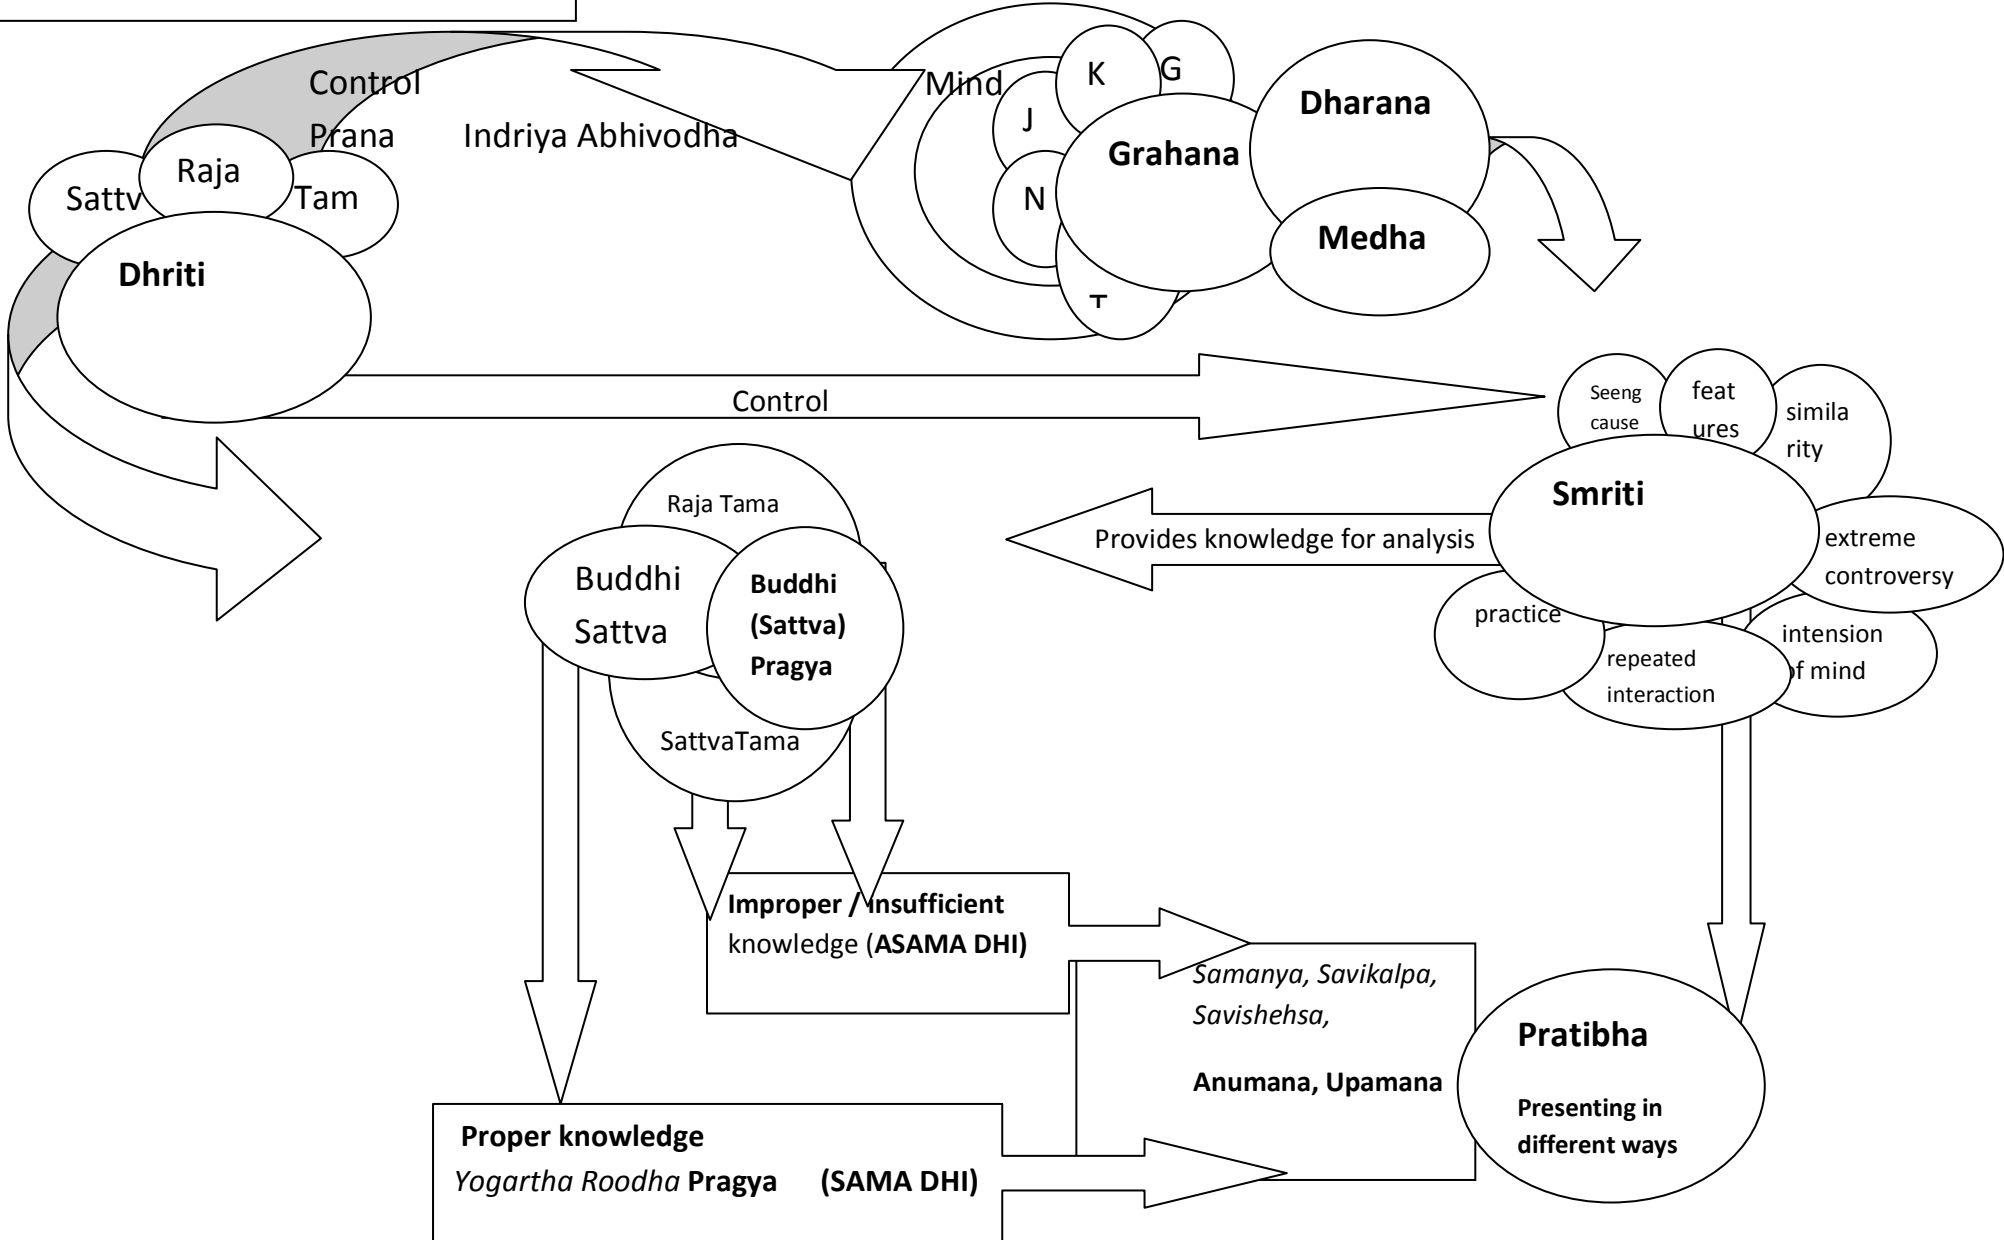 Control
Prana
Indriya Abhivodha
Mind
K
G
J
N
T
Grahana
Dharana
Medha
Sattv
Raja
Tam
Dhriti
Control
Seeng
cause
feat
ures
simila
rity
Smriti
extreme
controversy
intension
of mind
repeated
interaction
practice
Provides knowledge for analysis
Raja Tama
Buddhi
Sattva
Buddhi
(Sattva)
Pragya
SattvaTama
Improper / insufficient
knowledge (ASAMA DHI)
Samanya, Savikalpa,
Savishehsa,
Anumana, Upamana
Pratibha
Presenting in
different ways
Proper knowledge
Yogartha Roodha Pragya (SAMA DHI)